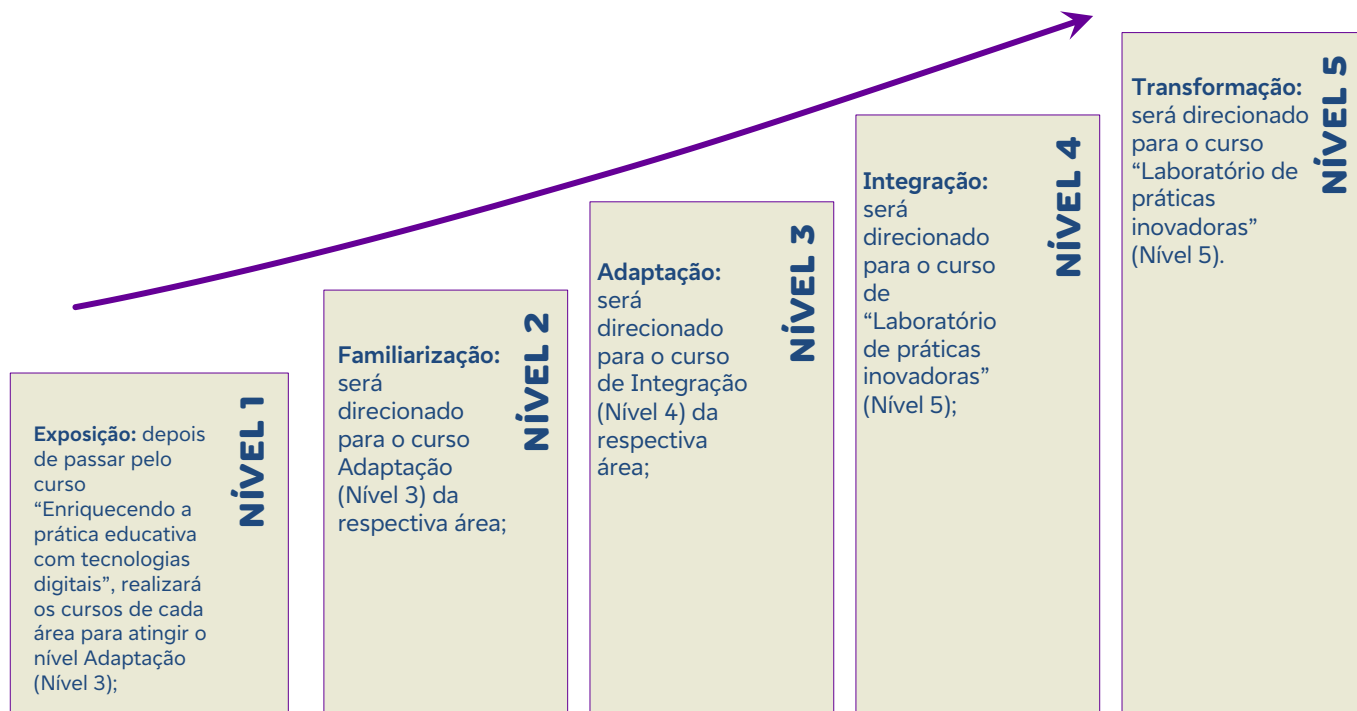 NÍVEL 1
Exposição: depois
de passar pelo
curso
“Enriquecendo a
prática educativa
com tecnologias
digitais”, realizará
os cursos de cada
área para atingir o
nível Adaptação
(Nível 3);
NÍVEL 2
Familiarização:
será
direcionado
para o curso
Adaptação
(Nível 3) da
respectiva área;
NÍVEL 3
Adaptação:
será
direcionado
para o curso
de Integração
(Nível 4) da
respectiva
área;
NÍVEL 4
Integração:
será
direcionado
para o curso
de
“Laboratório
de práticas
inovadoras”
(Nível 5);
NÍVEL 5
Transformação:
será direcionado
para o curso
“Laboratório de
práticas
inovadoras”
(Nível 5).